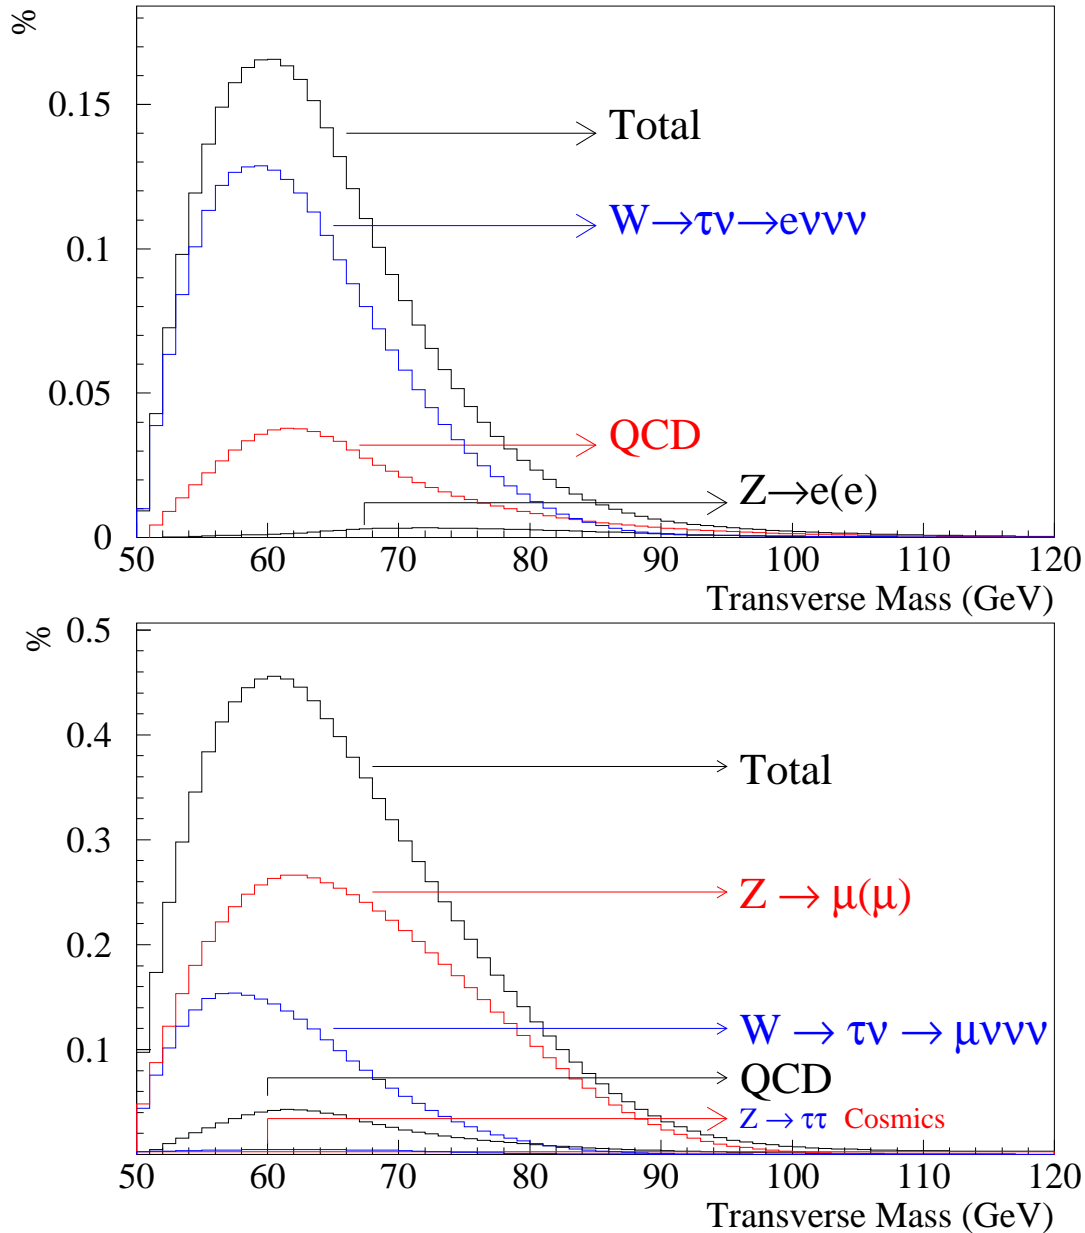 %
0.15
Total
W→τν→eννν
0.1
0.05
QCD
Z→e(e)
0
50 60 70 80 90 100 110 120
Transverse Mass (GeV)
%
0.5
0.4
Total
0.3
Z → μ(μ)
0.2
W → τν → μννν
0.1
QCD
Z → ττ Cosmics
50 60 70 80 90 100 110 120
Transverse Mass (GeV)